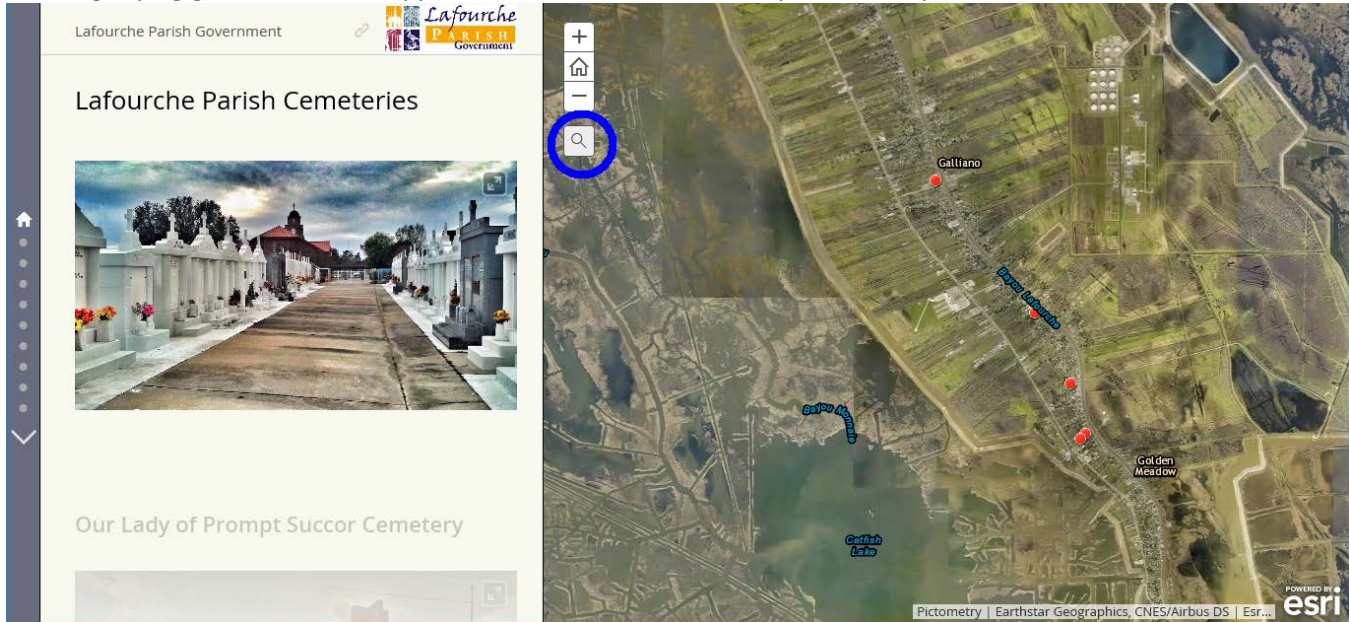 Lafourche Parish Government
Lafourche
PARISH
Government
Lafourche Parish Cemeteries
Our Lady of Prompt Succor Cemetery
Galliano
Bayou Lafourche
Bayou Monnaie
Golden
Meadow
Catfish
Lake
POWERED BY
esri
Pictometry | Earthstar Geographics, CNES/Airbus DS | Esr...